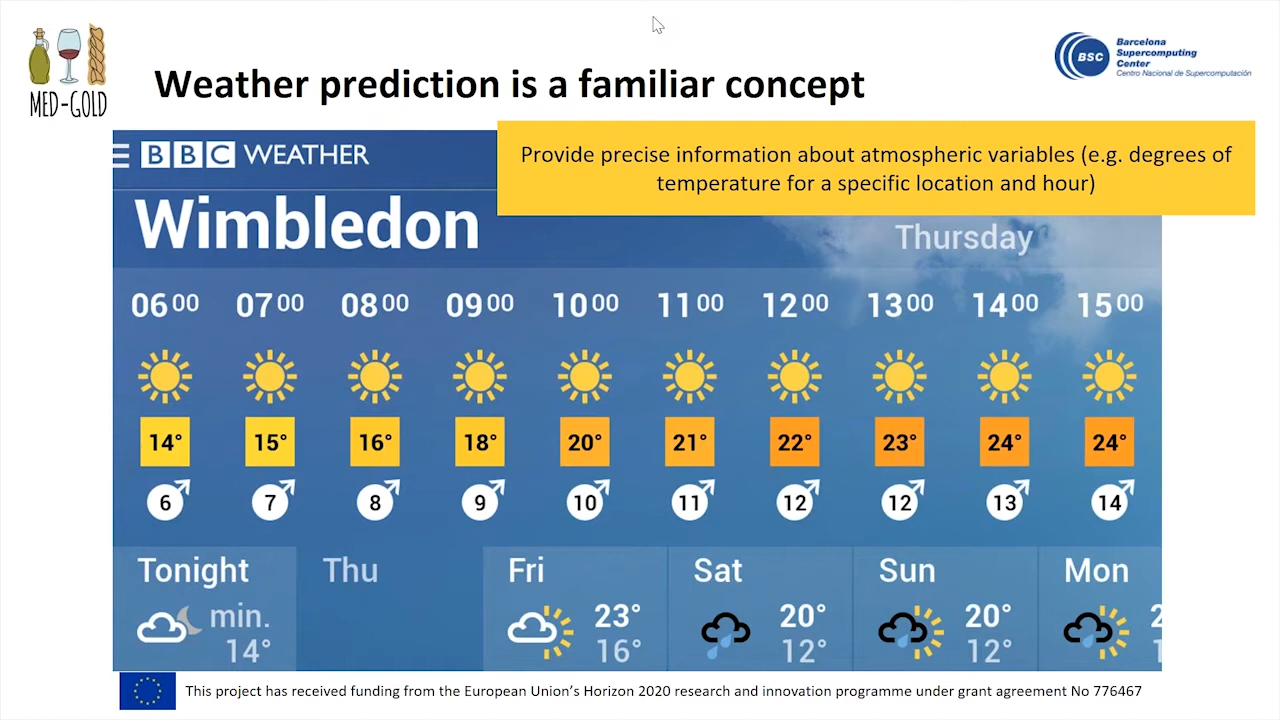 MED-GOLD
Weather prediction is a familiar concept
BSC
Barcelona
Supercomputing
Center
Centro Nacional de Supercomputación
BBC WEATHER
Provide precise information about atmospheric variables (e.g. degrees of
temperature for a specific location and hour)
Wimbledon
Thursday
06 00 07 00 08 00 09 00 10 00 11 00 12 00 13 00 14 00 15 00
14° 15° 16° 18° 20° 21° 22° 23° 24° 24°
6 7 8 9 10 11 12 12 13 14
Tonight Thu Fri Sat Sun Mon
min. 23° 20° 20°
14° 16° 12° 12°
This project has received funding from the European Union's Horizon 2020 research and innovation programme under grant agreement No 776467